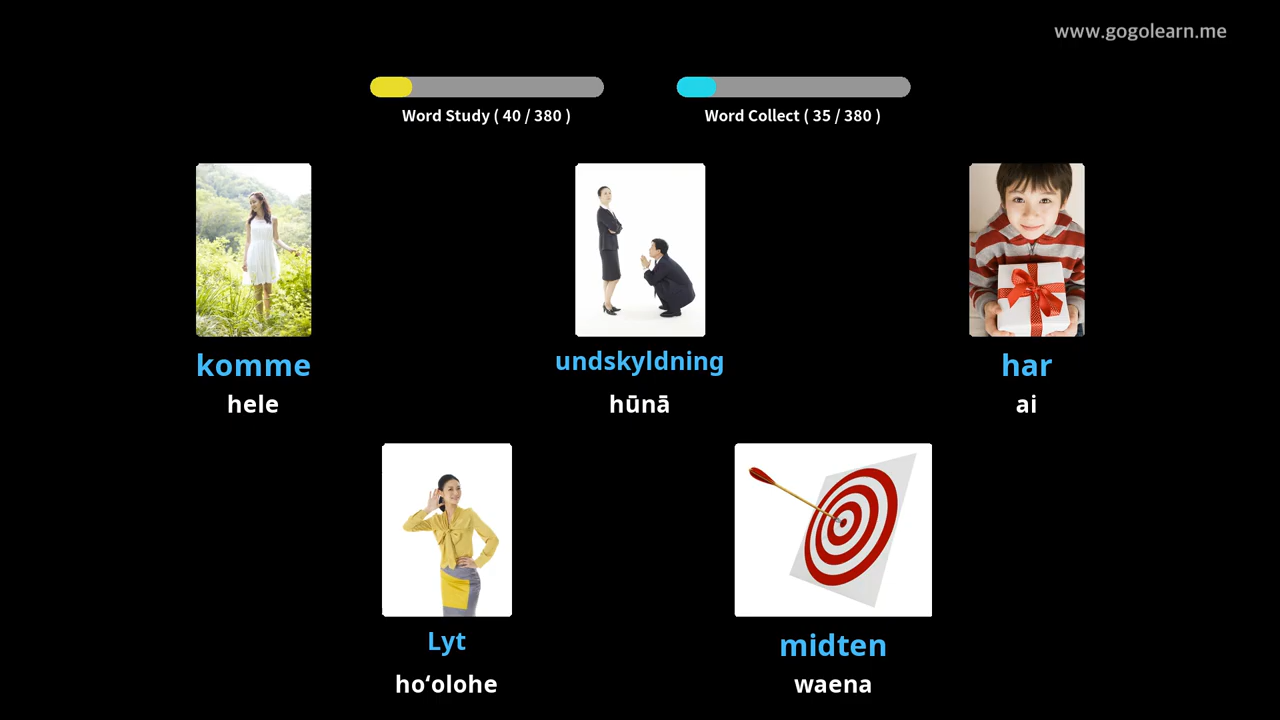 www.gogolearn.me
Word Study ( 40 / 380 )
Word Collect ( 35 / 380 )
komme
hele
undskyldning
hūnā
har
ai
Lyt
hoʻolohe
midten
waena